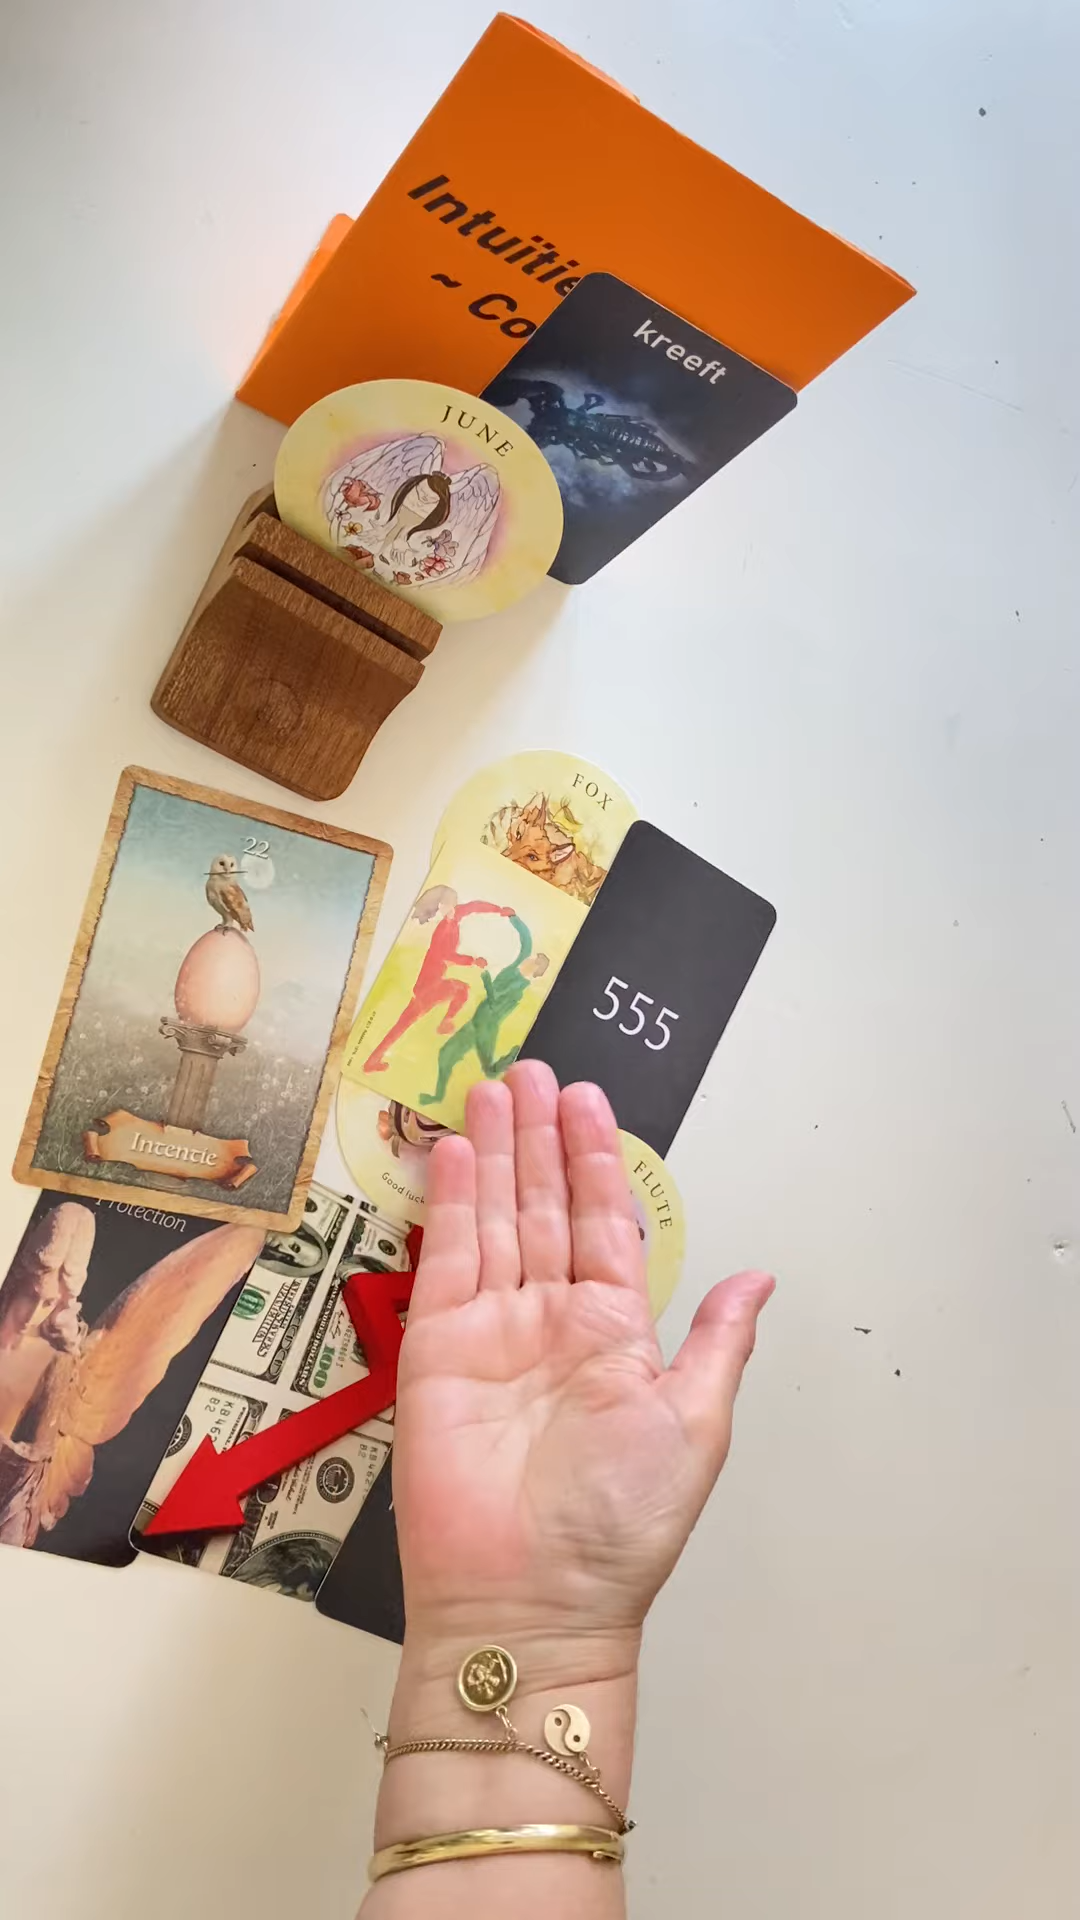 Intuïtie
~ Co
kreeft
JUNE
FOX
22
555
Intentie
Good luck
FLUTE
Protection
100